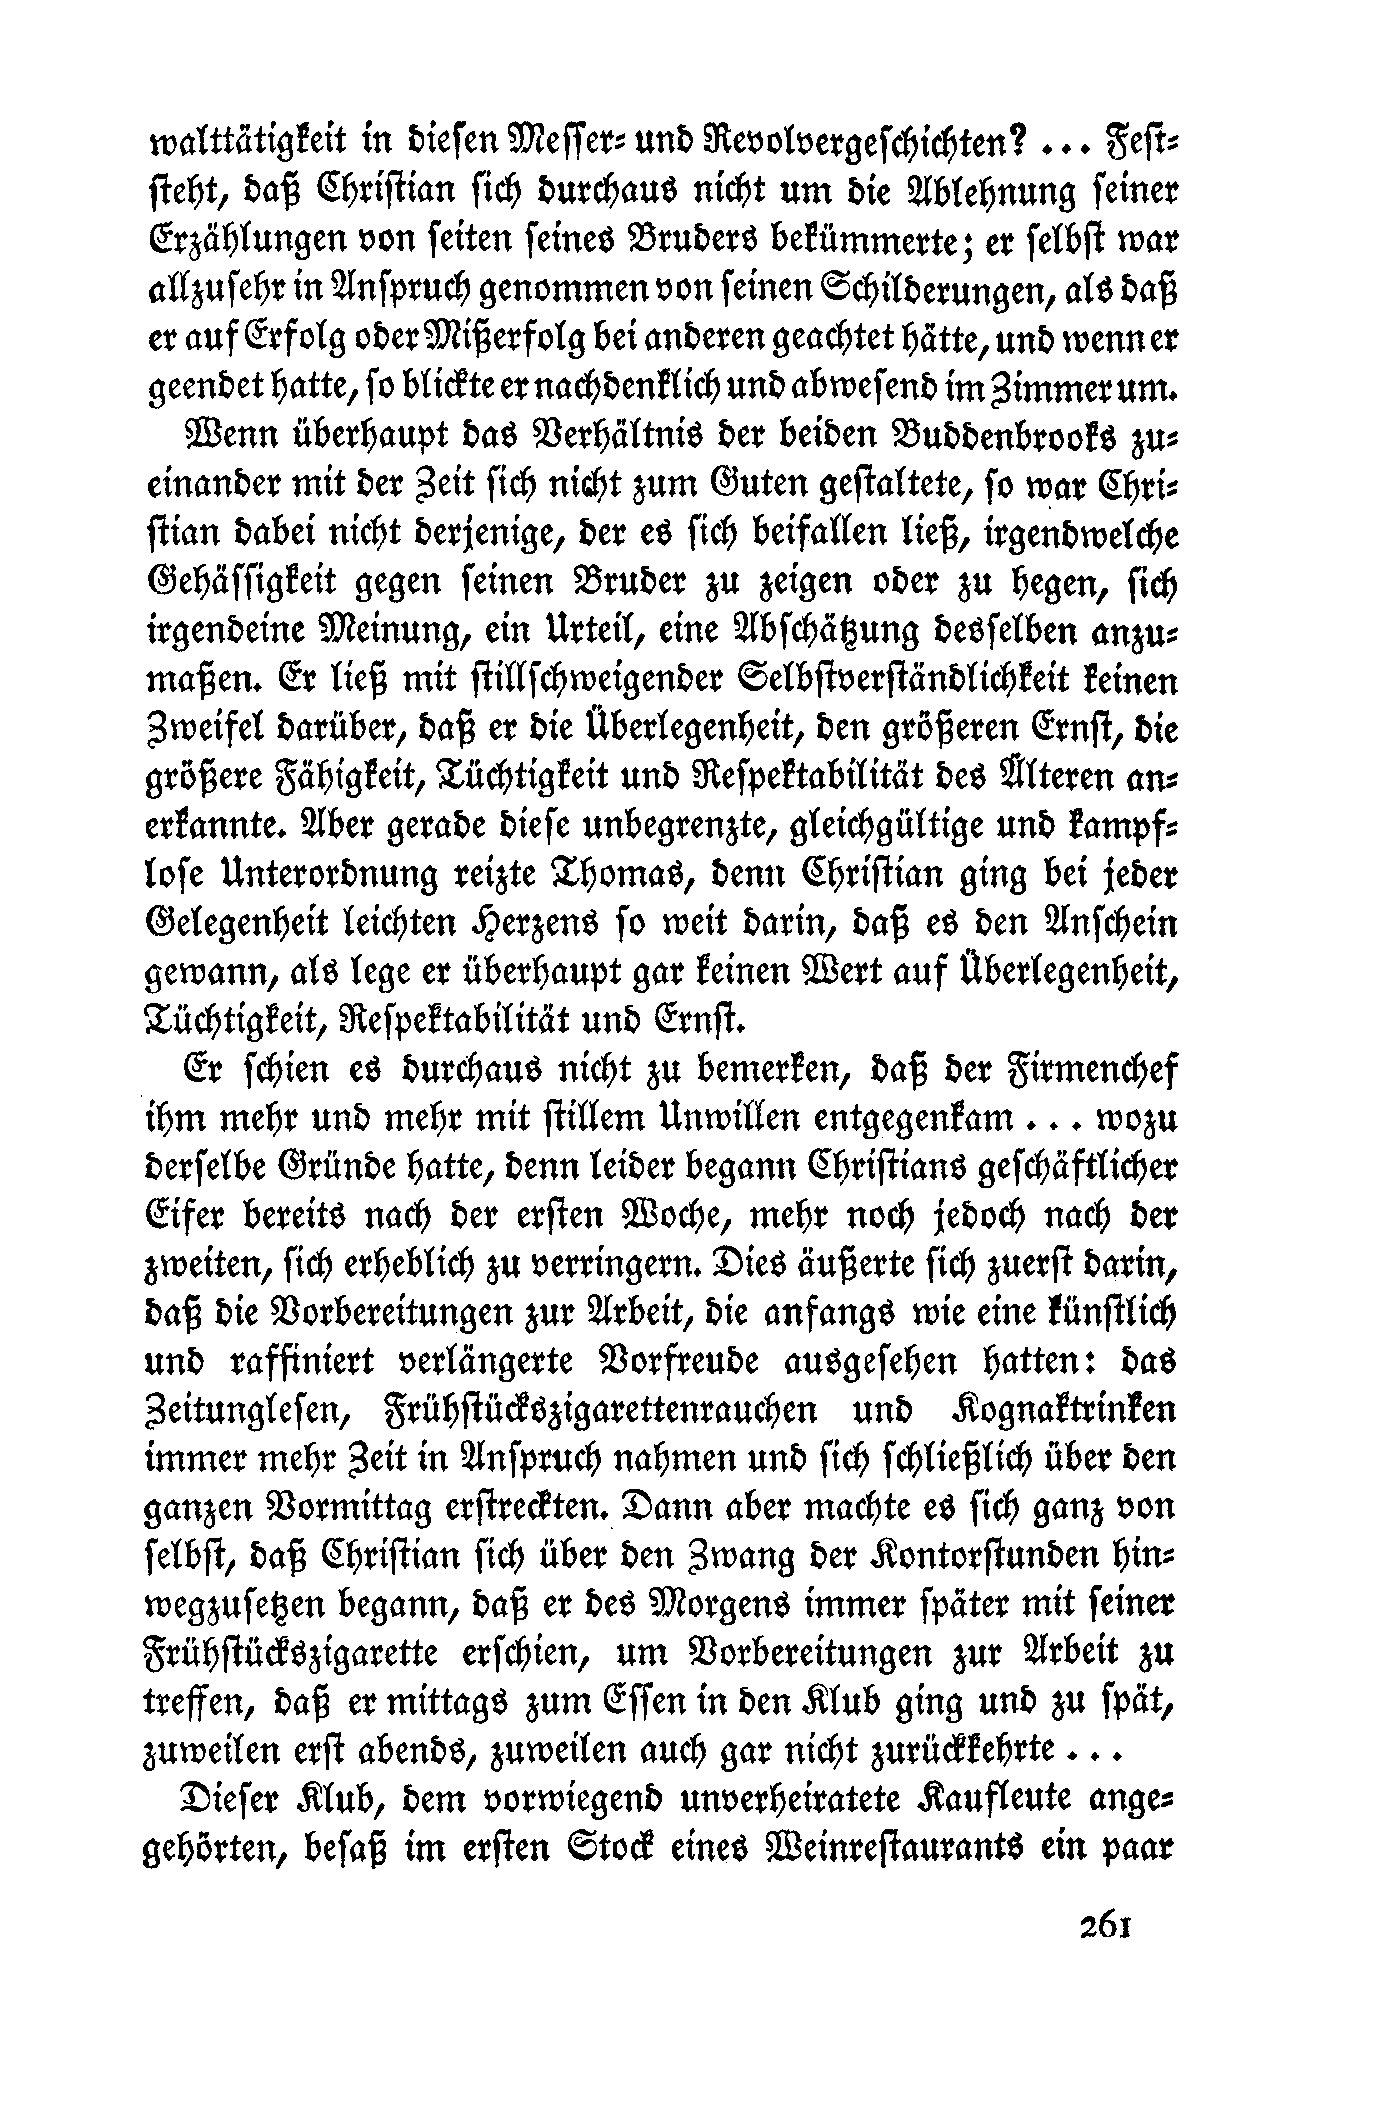 walttätigkeit in diesen Messer- und Revolvergeschichten? ... Fest-
steht, daß Christian sich durchaus nicht um die Ablehnung seiner
Erzählungen von seiten seines Bruders bekümmerte; er selbst war
allzusehr in Anspruch genommen von seinen Schilderungen, als daß
er auf Erfolg oder Mißerfolg bei anderen geachtet hätte, und wenn er
geendet hatte, so blickte er nachdenklich und abwesend im Zimmer um.
Wenn überhaupt das Verhältnis der beiden Buddenbrooks zu-
einander mit der Zeit sich nicht zum Guten gestaltete, so war Chri-
stian dabei nicht derjenige, der es sich beifallen ließ, irgendwelche
Gehässigkeit gegen seinen Bruder zu zeigen oder zu hegen, sich
irgendeine Meinung, ein Urteil, eine Abschätzung desselben anzu-
maßen. Er ließ mit stillschweigender Selbstverständlichkeit keinen
Zweifel darüber, daß er die Überlegenheit, den größeren Ernst, die
größere Fähigkeit, Tüchtigkeit und Respektabilität des Älteren an-
erkannte. Aber gerade diese unbegrenzte, gleichgültige und kampf-
lose Unterordnung reizte Thomas, denn Christian ging bei jeder
Gelegenheit leichten Herzens so weit darin, daß es den Anschein
gewann, als lege er überhaupt gar keinen Wert auf Überlegenheit,
Tüchtigkeit, Respektabilität und Ernst.
Er schien es durchaus nicht zu bemerken, daß der Firmenchef
ihm mehr und mehr mit stillem Unwillen entgegenkam ... wozu
derselbe Gründe hatte, denn leider begann Christians geschäftlicher
Eifer bereits nach der ersten Woche, mehr noch jedoch nach der
zweiten, sich erheblich zu verringern. Dies äußerte sich zuerst darin,
daß die Vorbereitungen zur Arbeit, die anfangs wie eine künstlich
und raffiniert verlängerte Vorfreude ausgesehen hatten: das
Zeitunglesen, Frühstückszigarettenrauchen und Kognaktrinken
immer mehr Zeit in Anspruch nahmen und sich schließlich über den
ganzen Vormittag erstreckten. Dann aber machte es sich ganz von
selbst, daß Christian sich über den Zwang der Kontorstunden hin-
wegzusetzen begann, daß er des Morgens immer später mit seiner
Frühstückszigarette erschien, um Vorbereitungen zur Arbeit zu
treffen, daß er mittags zum Essen in den Klub ging und zu spät,
zuweilen erst abends, zuweilen auch gar nicht zurückkehrte ...
Dieser Klub, dem vorwiegend unverheiratete Kaufleute ange-
gehörten, besaß im ersten Stock eines Weinrestaurants ein paar
261